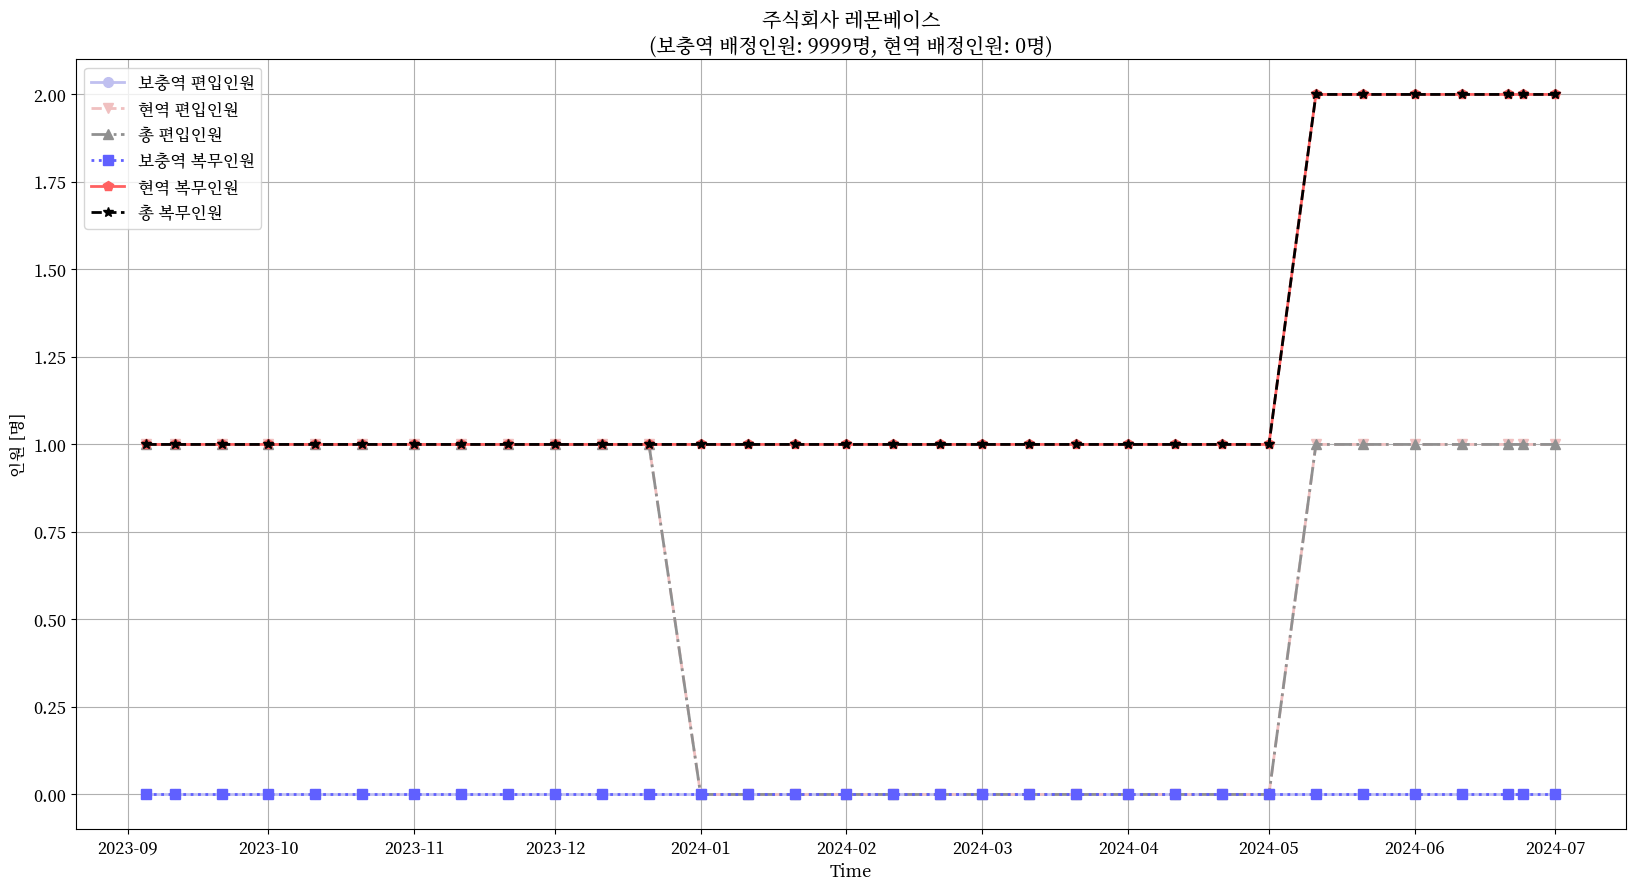 주식회사 레몬베이스
(보충역 배정인원: 9999명, 현역 배정인원: 0명)
보충역 편입인원
현역 편입인원
총 편입인원
보충역 복무인원
현역 복무인원
총 복무인원
2.00
1.75
1.50
1.25
1.00
0.75
0.50
0.25
0.00
인원 [명]
2023-09
2023-10
2023-11
2023-12
2024-01
2024-02
2024-03
2024-04
2024-05
2024-06
2024-07
Time